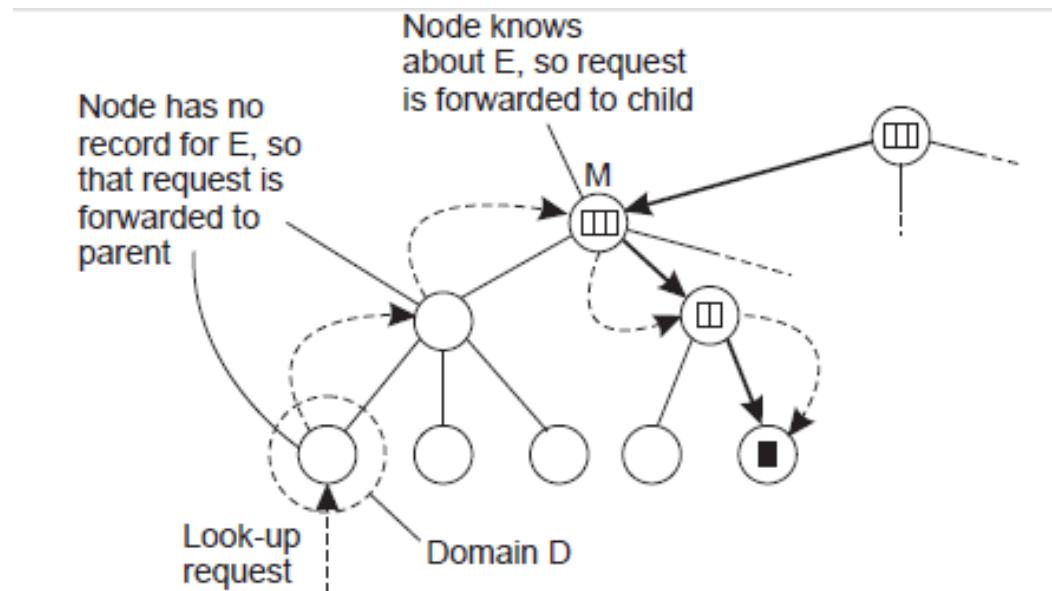 Node knows
about E, so request
is forwarded to child
Node has no
record for E, so
that request is
forwarded to
parent
M
Look-up
request
Domain D